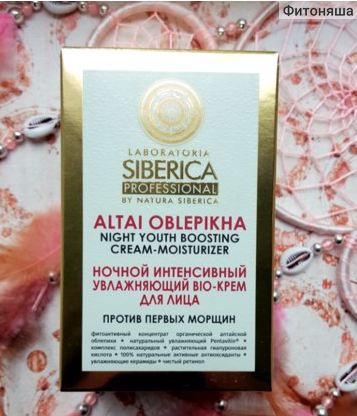 Фитоняша
LABORATORIA
SIBERICA
PROFESSIONAL
BY NATURA SIBERICA
ALTAI OBLEPIKHA
NIGHT YOUTH BOOSTING
CREAM-MOISTURIZER
НОЧНОЙ ИНТЕНСИВНЫЙ
УВЛАЖНЯЮЩИЙ BIO-КРЕМ
ДЛЯ ЛИЦА
ПРОТИВ ПЕРВЫХ МОРЩИН
фитоактивный концентрат органической алтайской
облепихи • натуральный увлажняющий Pentavitin®
комплекс полисахаридов • растительная гиалуроновая
кислота • 100% натуральные активные антиоксиданты
увлажняющие керамиды • чистый ретинол